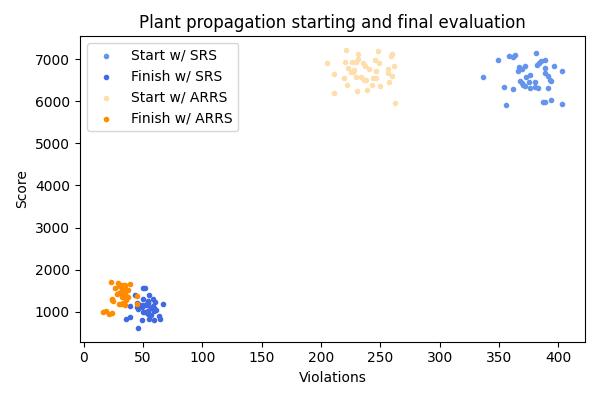 Plant propagation starting and final evaluation
Start w/ SRS
Finish w/ SRS
Start w/ ARRS
Finish w/ ARRS
Score
7000
6000
5000
4000
3000
2000
1000
0 50 100 150 200 250 300 350 400
Violations